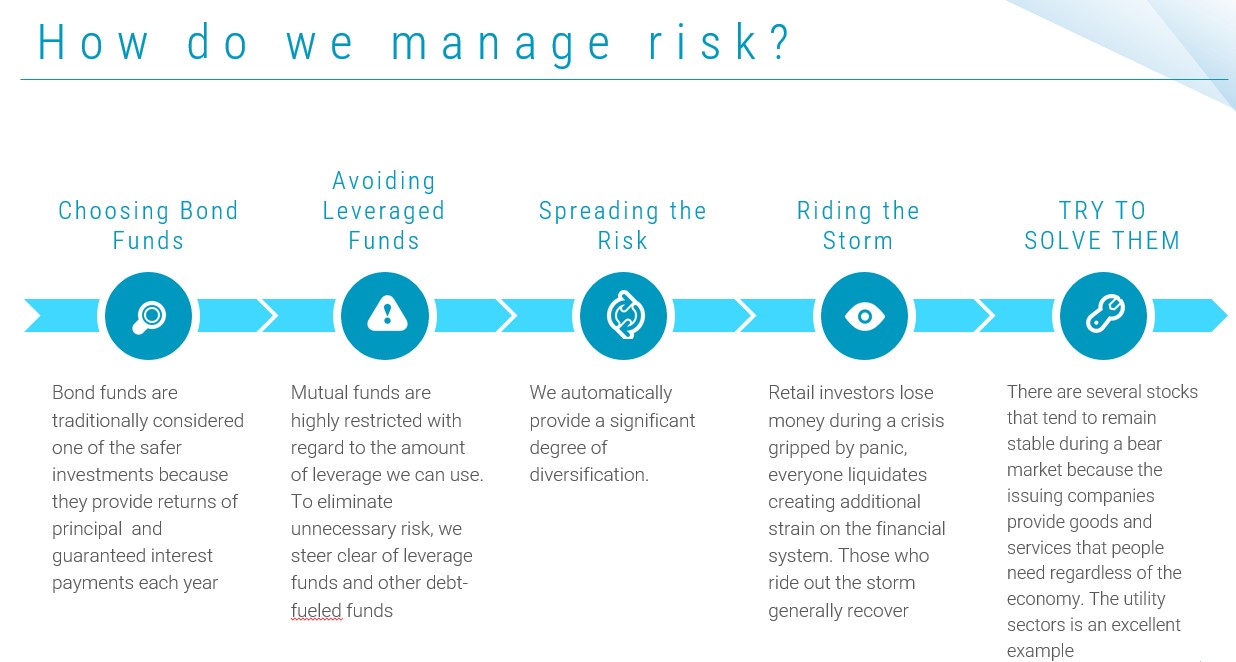 How do we manage risk?
Choosing Bond
Funds
Bond funds are
traditionally considered
one of the safer
investments because
they provide returns of
principal  and
guaranteed interest
payments each year
Avoiding
Leveraged
Funds
Mutual funds are
highly restricted with
regard to the amount
of leverage we can use.
To eliminate
unnecessary risk, we
steer clear of leverage
funds and other debt-
fueled funds
Spreading the
Risk
We automatically
provide a significant
degree of
diversification.
Riding the
Storm
Retail investors lose
money during a crisis
gripped by panic,
everyone liquidates
creating additional
strain on the financial
system. Those who
ride out the storm
generally recover
TRY TO
SOLVE THEM
There are several stocks
that tend to remain
stable during a bear
market because the
issuing companies
provide goods and
services that people
need regardless of the
economy. The utility
sectors is an excellent
example